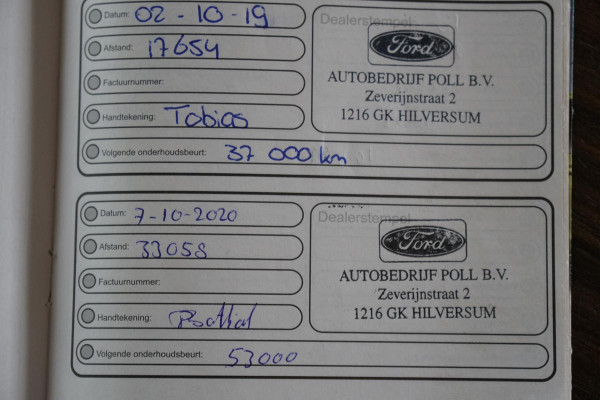 Datum: 02-10-19
Dealerstempel
Afstand: 17654
Ford
Factuurnummer:
AUTOBEDRIJF POLL B.V.
Zeverijnstraat 2
Handtekening: Tobias
1216 GK HILVERSUM
Volgende onderhoudsbeurt: 37 000 km
Datum: 7-10-2020
Dealerstempel
Afstand: 33058
Ford
Factuurnummer:
AUTOBEDRIJF POLL B.V.
Zeverijnstraat 2
Handtekening:
1216 GK HILVERSUM
Volgende onderhoudsbeurt: 53000